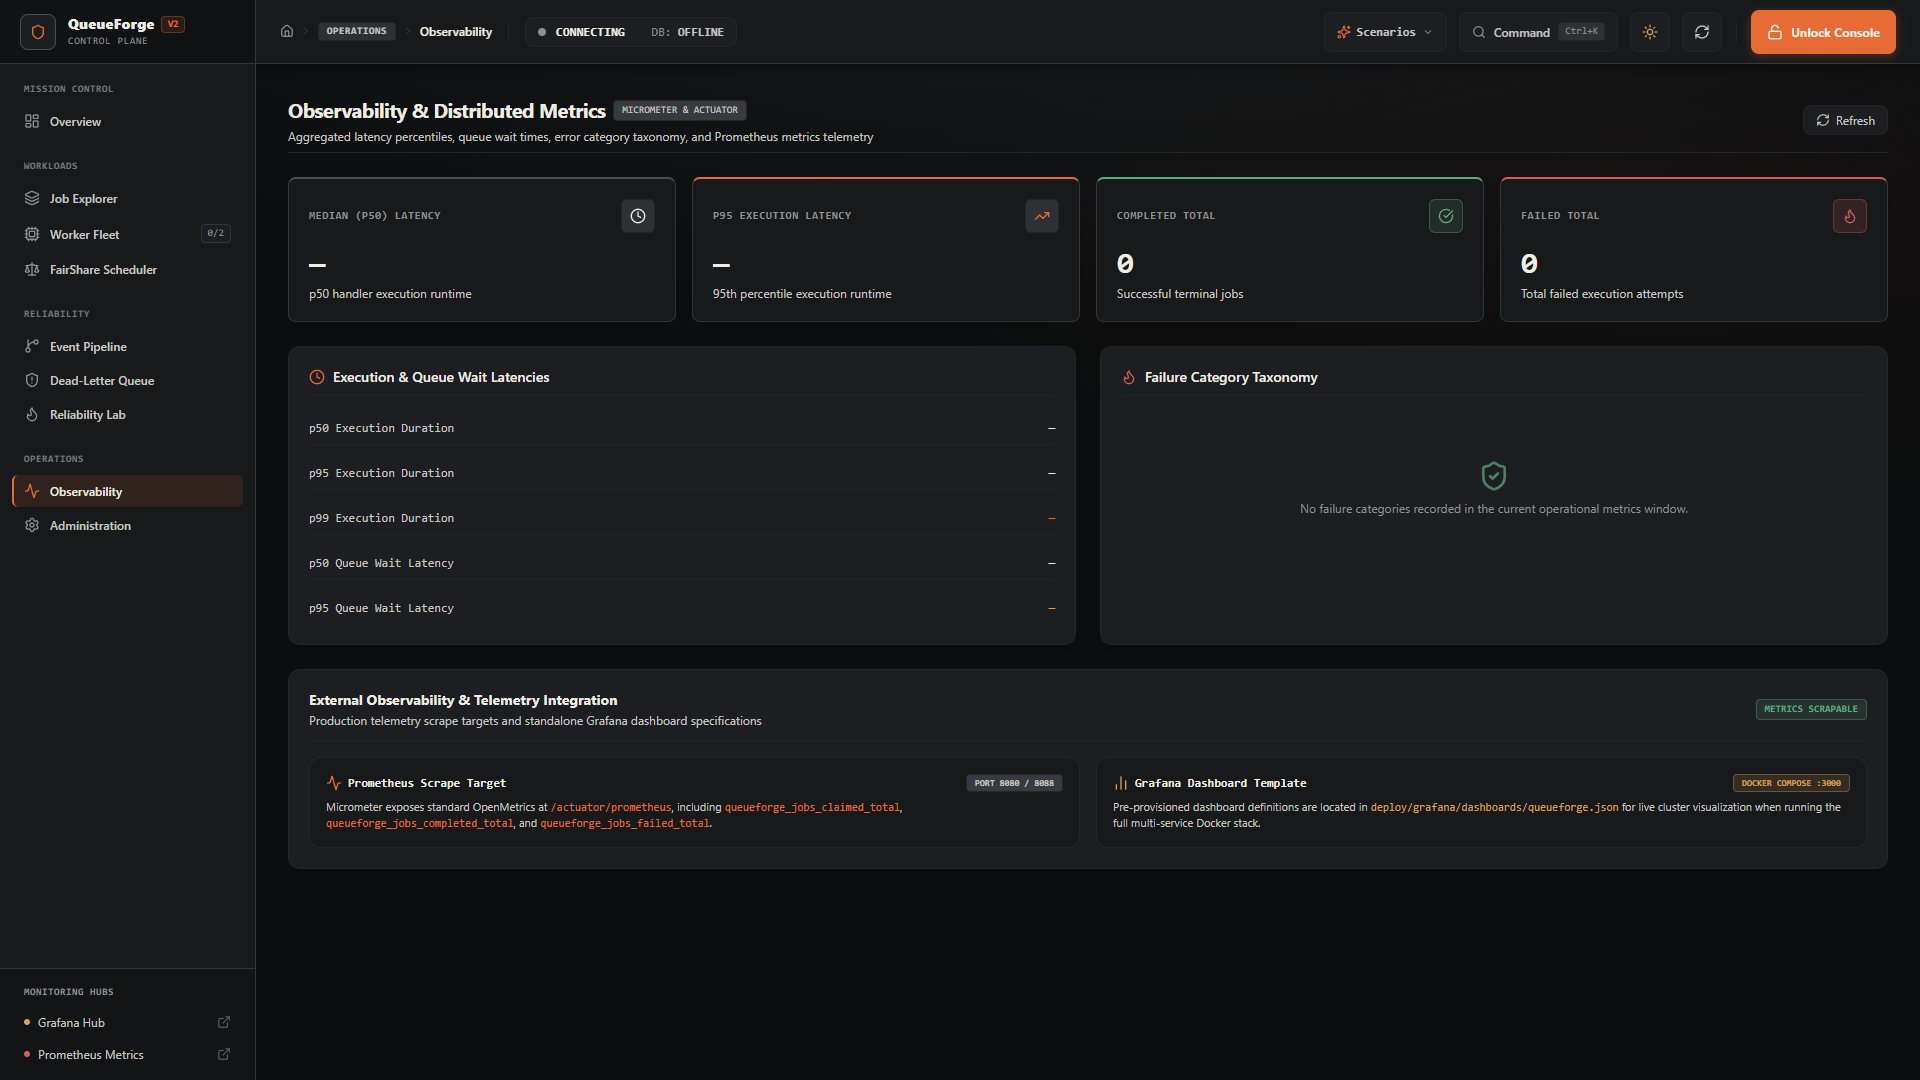 QueueForge V2
CONTROL PLANE
MISSION CONTROL
Overview
WORKLOADS
Job Explorer
Worker Fleet 0/2
FairShare Scheduler
RELIABILITY
Event Pipeline
Dead-Letter Queue
Reliability Lab
OPERATIONS
Observability
Administration
MONITORING HUBS
Grafana Hub
Prometheus Metrics
OPERATIONS Observability CONNECTING DB: OFFLINE
Scenarios Command Ctrl+K Unlock Console
Observability & Distributed Metrics MICROMETER & ACTUATOR
Aggregated latency percentiles, queue wait times, error category taxonomy, and Prometheus metrics telemetry
Refresh
MEDIAN (P50) LATENCY
—
p50 handler execution runtime
P95 EXECUTION LATENCY
—
95th percentile execution runtime
COMPLETED TOTAL
0
Successful terminal jobs
FAILED TOTAL
0
Total failed execution attempts
Execution & Queue Wait Latencies
p50 Execution Duration —
p95 Execution Duration —
p99 Execution Duration —
p50 Queue Wait Latency —
p95 Queue Wait Latency —
Failure Category Taxonomy
No failure categories recorded in the current operational metrics window.
External Observability & Telemetry Integration
Production telemetry scrape targets and standalone Grafana dashboard specifications
METRICS SCRAPABLE
Prometheus Scrape Target PORT 8080 / 8088
Micrometer exposes standard OpenMetrics at /actuator/prometheus, including queueforge_jobs_claimed_total,
queueforge_jobs_completed_total, and queueforge_jobs_failed_total.
Grafana Dashboard Template DOCKER COMPOSE :3000
Pre-provisioned dashboard definitions are located in deploy/grafana/dashboards/queueforge.json for live cluster visualization when running the
full multi-service Docker stack.